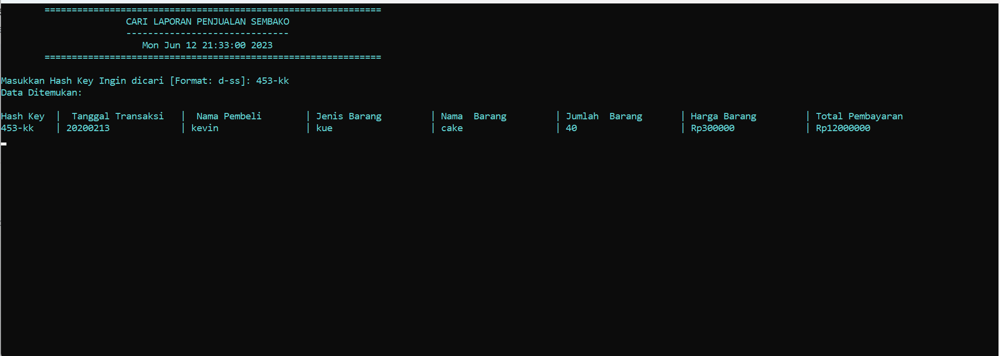 ==============================================================
CARI LAPORAN PENJUALAN SEMBAKO
------------------------------
Mon Jun 12 21:33:00 2023
==============================================================
Masukkan Hash Key Ingin dicari [Format: d-ss]: 453-kk
Data Ditemukan:
Hash Key | Tanggal Transaksi | Nama Pembeli | Jenis Barang | Nama Barang | Jumlah Barang | Harga Barang | Total Pembayaran
453-kk | 20200213 | kevin | kue | cake | 40 | Rp300000 | Rp12000000